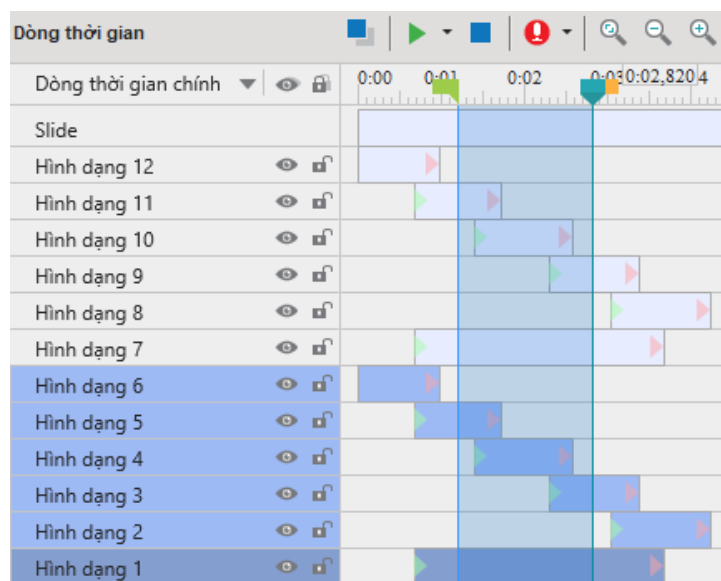 Dòng thời gian
Dòng thời gian chính 0:00 0:01 0:02 0:03 0:02,820 4
Slide
Hình dạng 12
Hình dạng 11
Hình dạng 10
Hình dạng 9
Hình dạng 8
Hình dạng 7
Hình dạng 6
Hình dạng 5
Hình dạng 4
Hình dạng 3
Hình dạng 2
Hình dạng 1